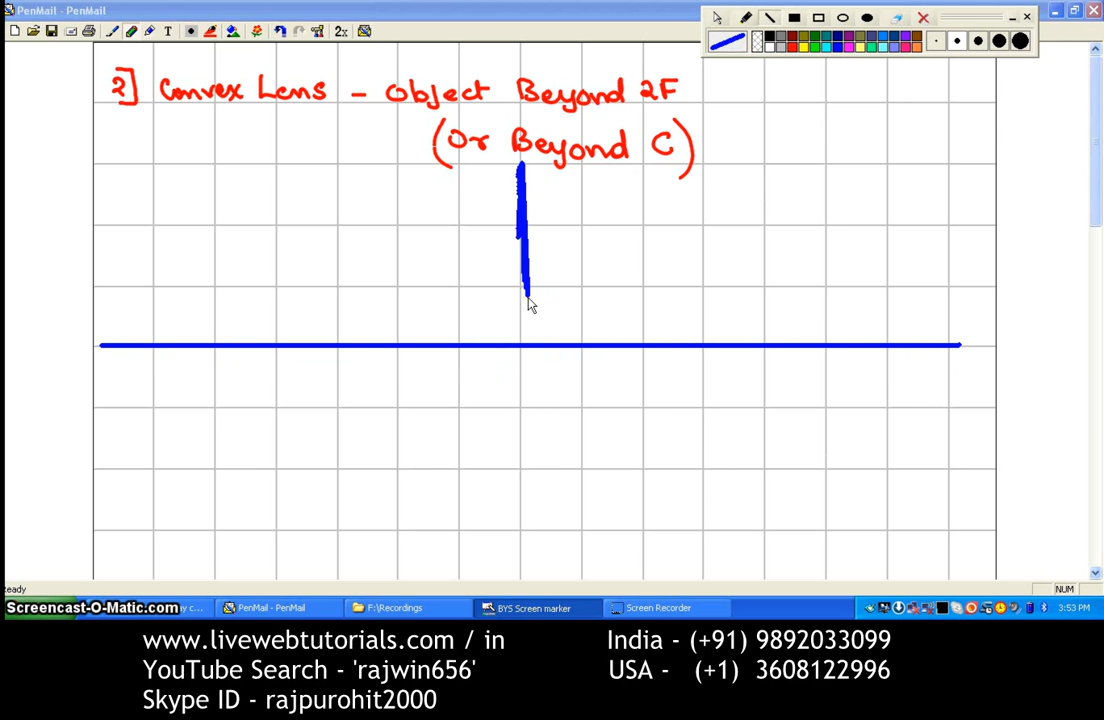 PenMail - PenMail
2x
2] Convex Lens - Object Beyond 2F
(Or Beyond C)
eady
NUM
Screencast-O-Matic.com
y c...
PenMail - PenMail
F:\Recordings
BYS Screen marker
Screen Recorder
3:53 PM
www.livewebtutorials.com / in
India - (+91) 9892033099
YouTube Search - 'rajwin656'
USA - (+1) 3608122996
Skype ID - rajpurohit2000